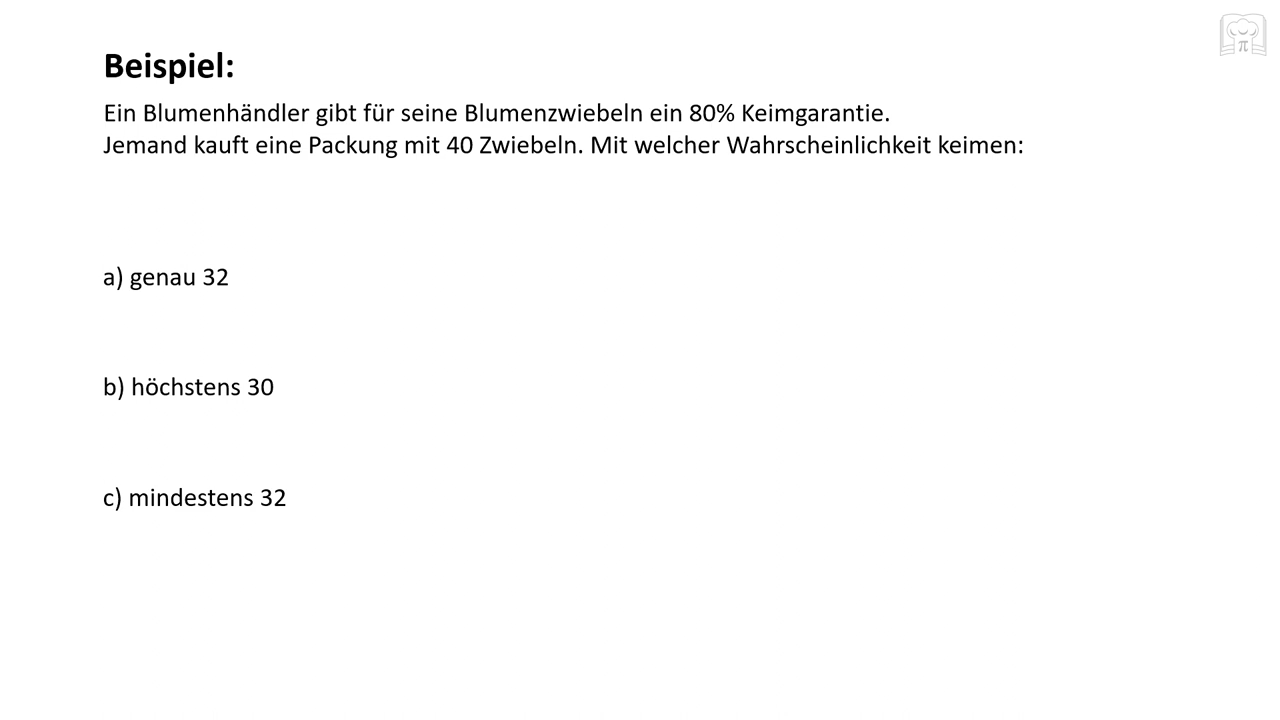 Beispiel:
Ein Blumenhändler gibt für seine Blumenzwiebeln ein 80% Keimgarantie.
Jemand kauft eine Packung mit 40 Zwiebeln. Mit welcher Wahrscheinlichkeit keimen:
a) genau 32
b) höchstens 30
c) mindestens 32
π